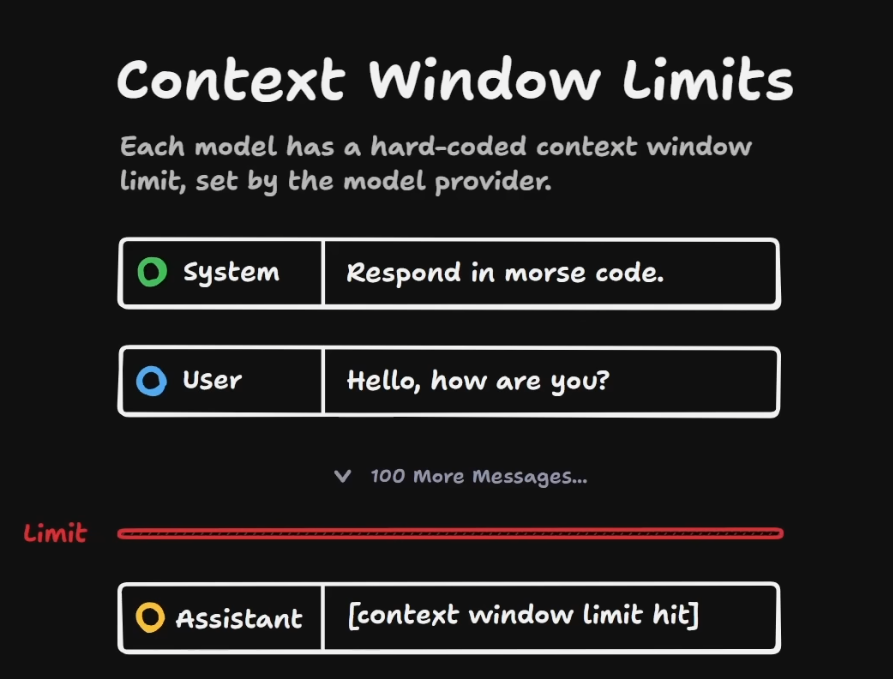 Context Window Limits
Each model has a hard-coded context window
limit, set by the model provider.
System Respond in morse code.
User Hello, how are you?
100 More Messages...
Limit
Assistant [context window limit hit]